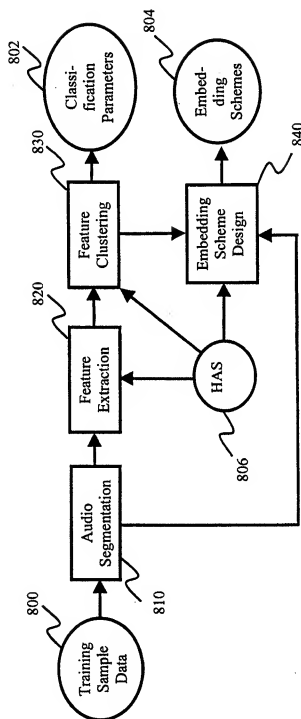 800
Training
Sample
Data
810
Audio
Segmentation
820
Feature
Extraction
830
Feature
Clustering
802
Classi-
fication
Parameters
806
HAS
840
Embedding
Scheme
Design
804
Embed-
ding
Schemes